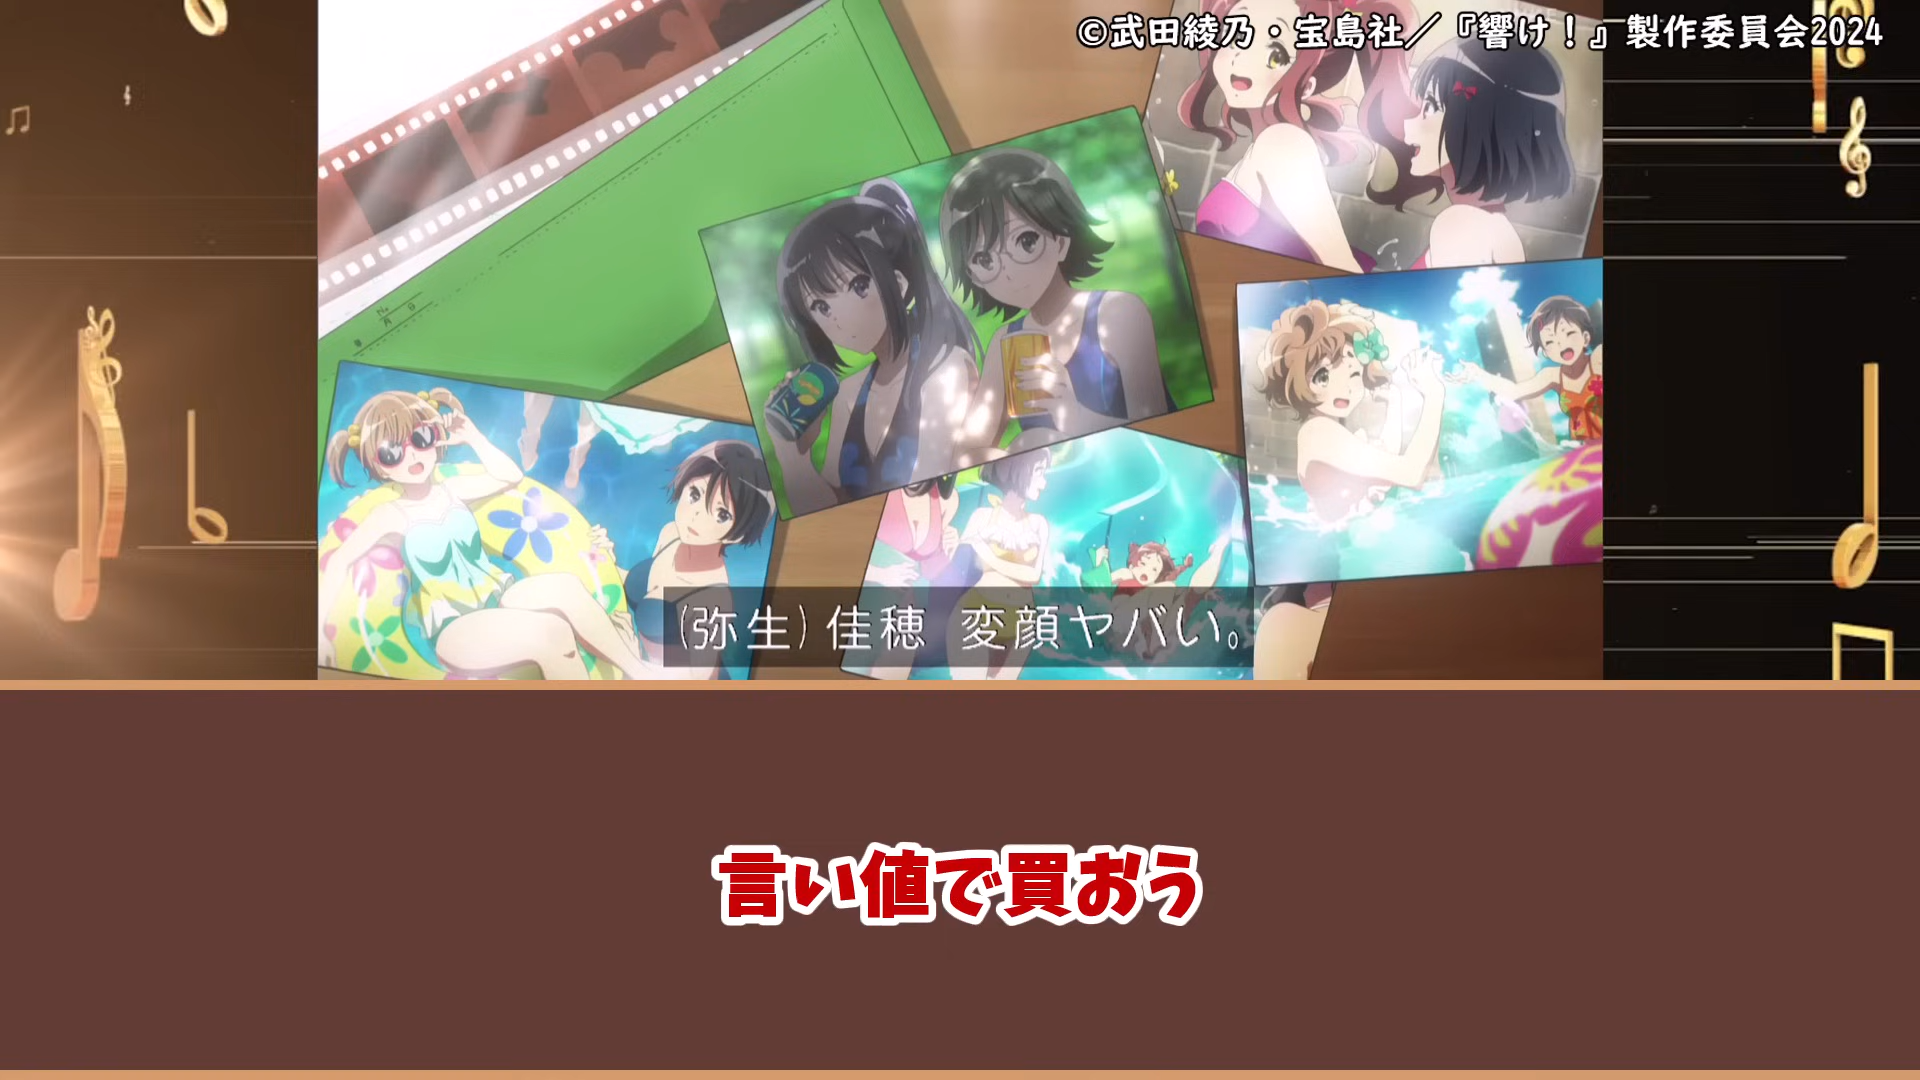 ©武田綾乃・宝島社／『響け！』製作委員会2024
(弥生)佳穂 変顔ヤバい。
言い値で買おう